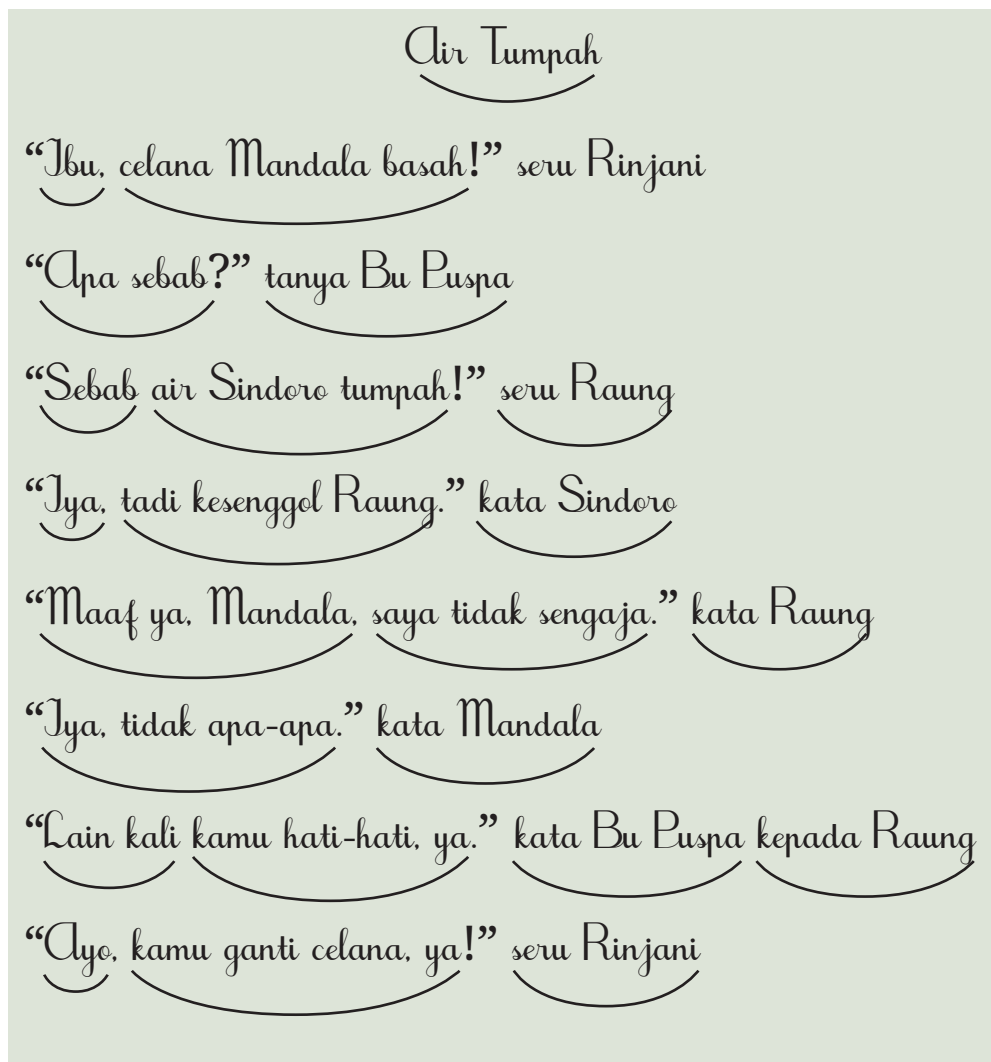 Air Tumpah
“Ibu, celana Mandala basah!” seru Rinjani
“Apa sebab?” tanya Bu Puspa
“Sebab air Sindoro tumpah!” seru Raung
“Iya, tadi kesenggol Raung.” kata Sindoro
“Maaf ya, Mandala, saya tidak sengaja.” kata Raung
“Iya, tidak apa-apa.” kata Mandala
“Lain kali kamu hati-hati, ya.” kata Bu Puspa kepada Raung
“Ayo, kamu ganti celana, ya!” seru Rinjani